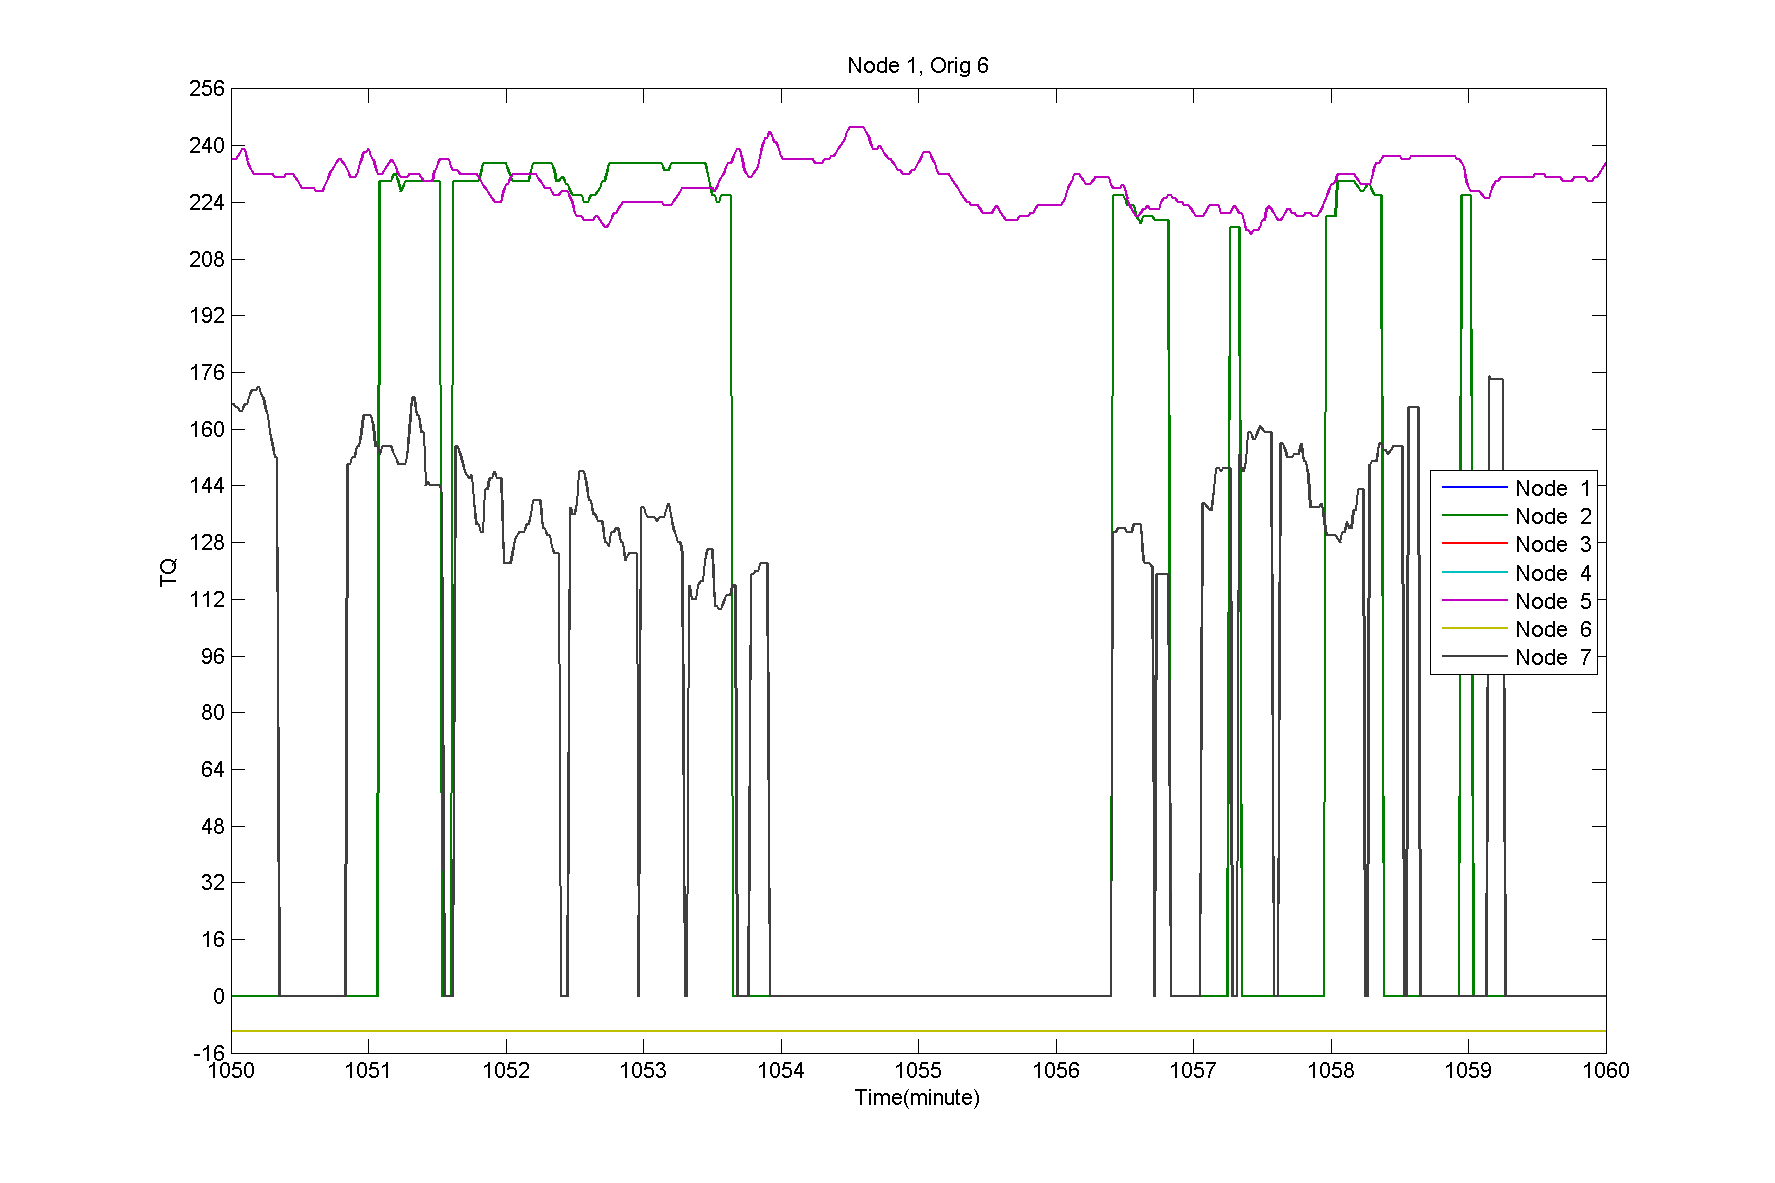 Node 1, Orig 6
256
240
224
208
192
176
160
144
128
112
96
80
64
48
32
16
0
-16
TQ
Node 1
Node 2
Node 3
Node 4
Node 5
Node 6
Node 7
1050 1051 1052 1053 1054 1055 1056 1057 1058 1059 1060
Time(minute)